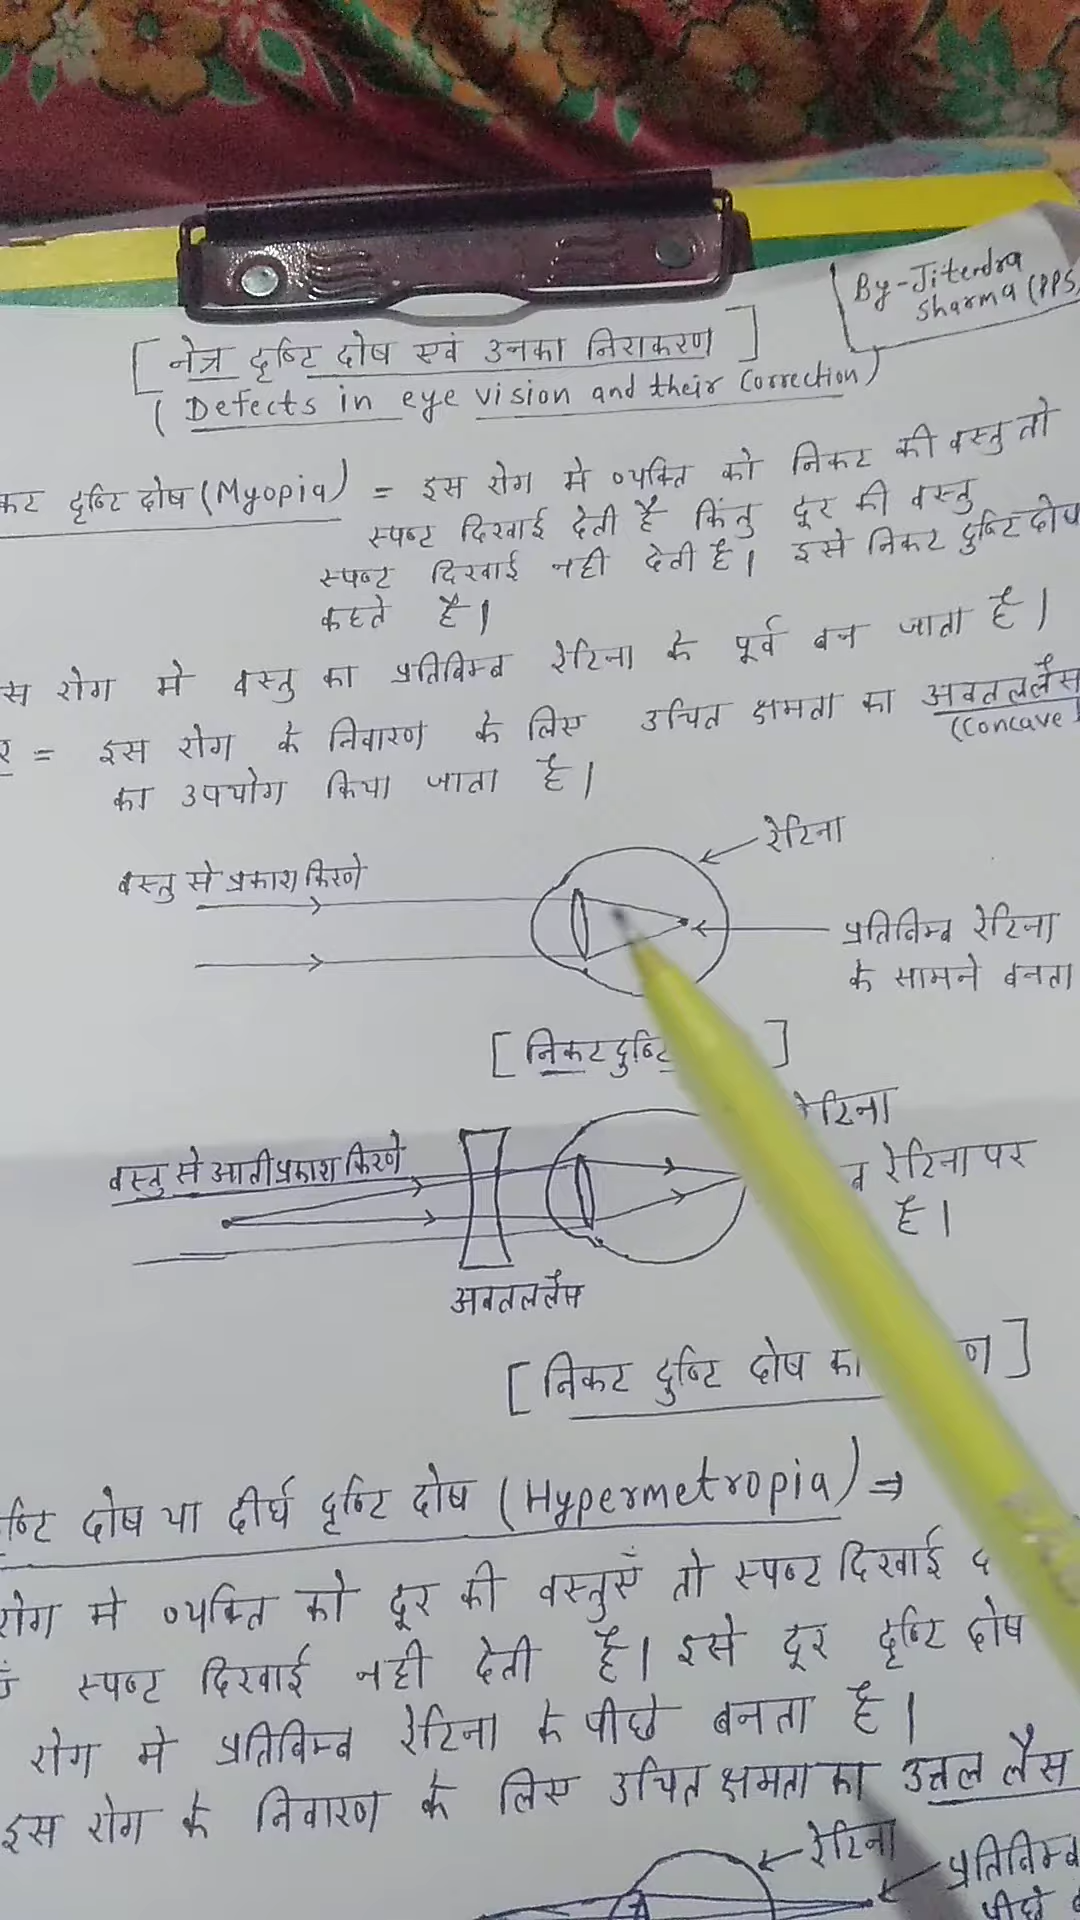 By-Jitendra
Sharma (PPS)
[नेत्र दृष्टि दोष एवं उनका निराकरण]
(Defects in eye vision and their Correction)
कट दृष्टि दोष (Myopia) = इस रोग मे व्यक्ति को निकट की वस्तु तो
स्पष्ट दिखाई देती है किंतु दूर की वस्तु
स्पष्ट दिखाई नही देती है। इसे निकट दृष्टि दोष
कहते है।
स रोग मे वस्तु का प्रतिबिम्ब रेटिना के पूर्व बन जाता है।
र = इस रोग के निवारण के लिए उचित क्षमता का अवतल लैंस
(Concave)
का उपयोग किया जाता है।
रेटिना
वस्तु से प्रकाश किरणे
प्रतिबिम्ब रेटिना
के सामने बनता
[निकट दृष्टि ]
रेटिना
वस्तु से आती प्रकाश किरणे
ब रेटिना पर
है।
अवतल लैंस
[निकट दृष्टि दोष का ण]
ष्टि दोष या दीर्घ दृष्टि दोष (Hypermetropia) ⇒
रोग मे व्यक्ति को दूर की वस्तुएँ तो स्पष्ट दिखाई द
एँ स्पष्ट दिखाई नही देती है। इसे दूर दृष्टि दोष
रोग मे प्रतिबिम्ब रेटिना के पीछे बनता है।
इस रोग के निवारण के लिए उचित क्षमता का उत्तल लैंस
रेटिना
प्रतिबिम्ब
पीछे